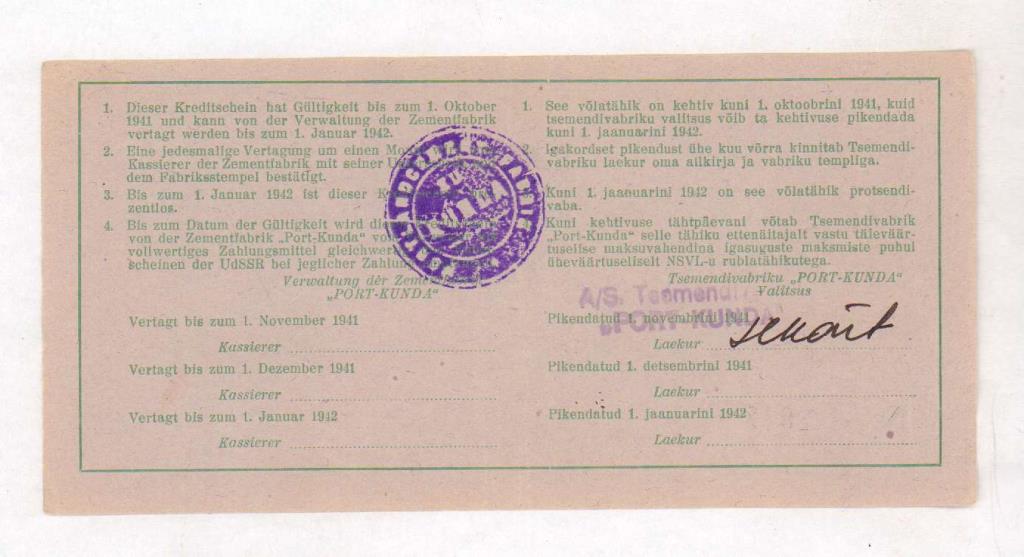 1. Dieser Kreditschein hat Gültigkeit bis zum 1. Oktober
1941 und kann von der Verwaltung der Zementfabrik
vertagt werden bis zum 1. Januar 1942.
2. Eine jedesmalige Vertagung um einen
Kassierer der Zementfabrik mit seiner
dem Fabriksstempel bestätigt.
3. Bis zum 1. Januar 1942 ist dieser
zentlos.
4. Bis zum Datum der Gültigkeit wird
von der Zementfabrik „Port-Kunda“
vollwertiges Zahlungsmittel
scheinen der UdSSR bei jeglicher
Verwaltung der
„PORT-KUNDA“
Vertagt bis zum 1. November 1941
Kassierer
Vertagt bis zum 1. Dezember 1941
Kassierer
Vertagt bis zum 1. Januar 1942
Kassierer
1. See võlatähik on kehtiv kuni 1. oktoobrini 1941, kuid
tsemendivabriku valitsus võib ta kehtivuse pikendada
kuni 1. jaanuarini 1942.
Igakordset pikendust ühe kuu võrra kinnitab Tsemendi-
vabriku laekur oma allkirja ja vabriku templiga.
Kuni 1. jaanuarini 1942 on see võlatähik protsendi-
vaba.
Kuni kehtivuse tähtpäevani võtab Tsemendivabrik
„Port-Kunda“ selle tähiku ettenäitajalt vastu täieväär-
tuselise maksuvahendina igasuguste maksmiste puhul
üheväärtuseliselt NSVL-u rublatähikutega.
Tsemendivabriku „PORT-KUNDA“
Valitsus
A/S.
„PORT-KUNDA“
Pikendatud 1. novembrini 1941
Laekur
Pikendatud 1. detsembrini 1941
Laekur
Pikendatud 1. jaanuarini 1942
Laekur